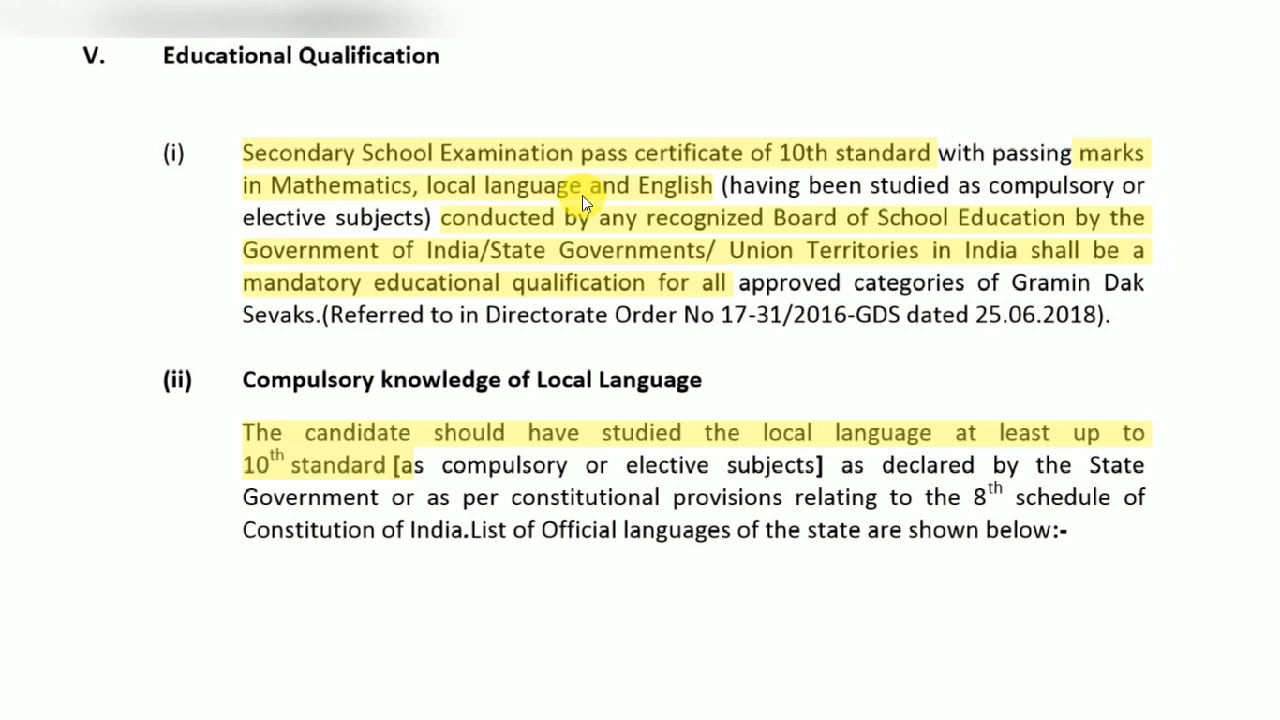 V. Educational Qualification
(i) Secondary School Examination pass certificate of 10th standard with passing marks
in Mathematics, local language and English (having been studied as compulsory or
elective subjects) conducted by any recognized Board of School Education by the
Government of India/State Governments/ Union Territories in India shall be a
mandatory educational qualification for all approved categories of Gramin Dak
Sevaks.(Referred to in Directorate Order No 17-31/2016-GDS dated 25.06.2018).
(ii) Compulsory knowledge of Local Language
The candidate should have studied the local language at least up to
10th standard [as compulsory or elective subjects] as declared by the State
Government or as per constitutional provisions relating to the 8th schedule of
Constitution of India.List of Official languages of the state are shown below:-